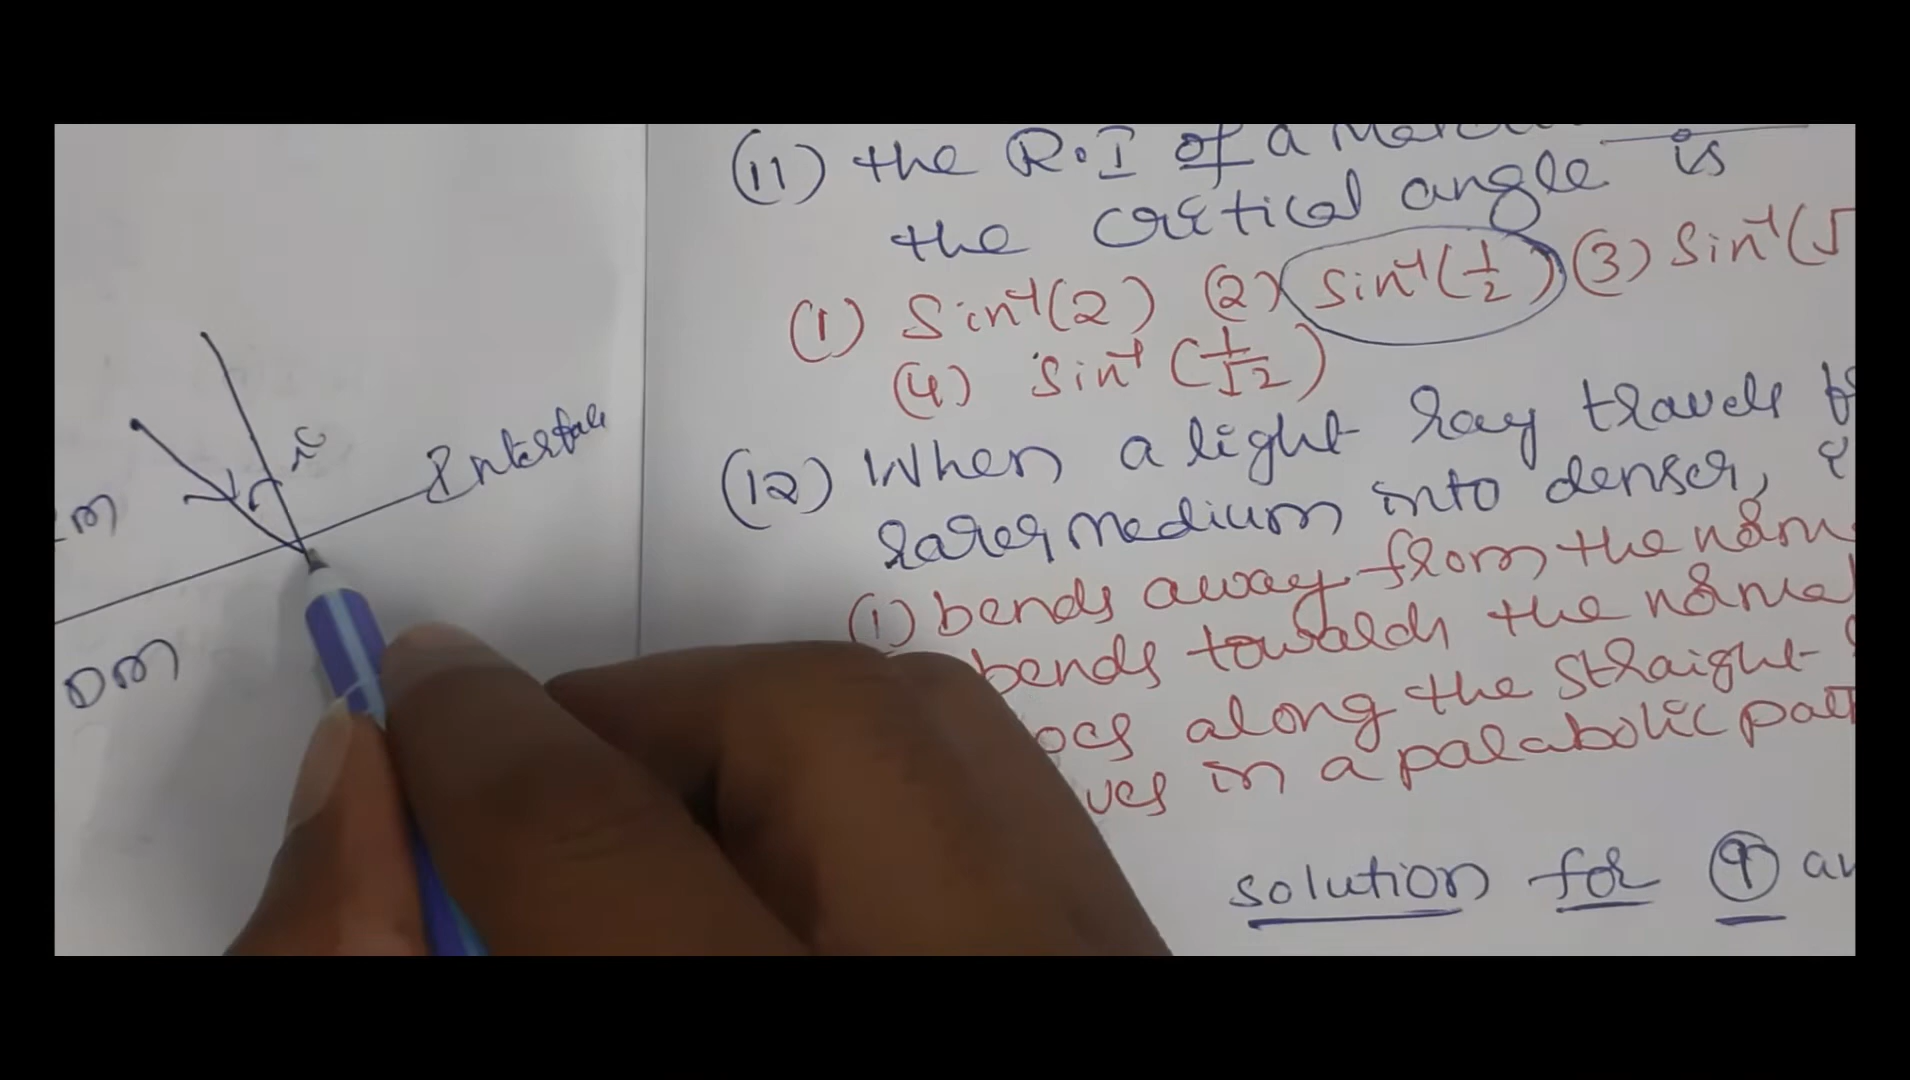 (11) the R.I of a
the critical angle is
(1) Sin⁻¹(2) (2) Sin⁻¹(1/2) (3) Sin⁻¹(√
(4) Sin⁻¹(1/√2)
(12) When a light ray travels
rarer medium into denser,
(1) bends away from the
bends towards the normal
along the straight
in a parabolic
solution for (9)
i
Interface
DM